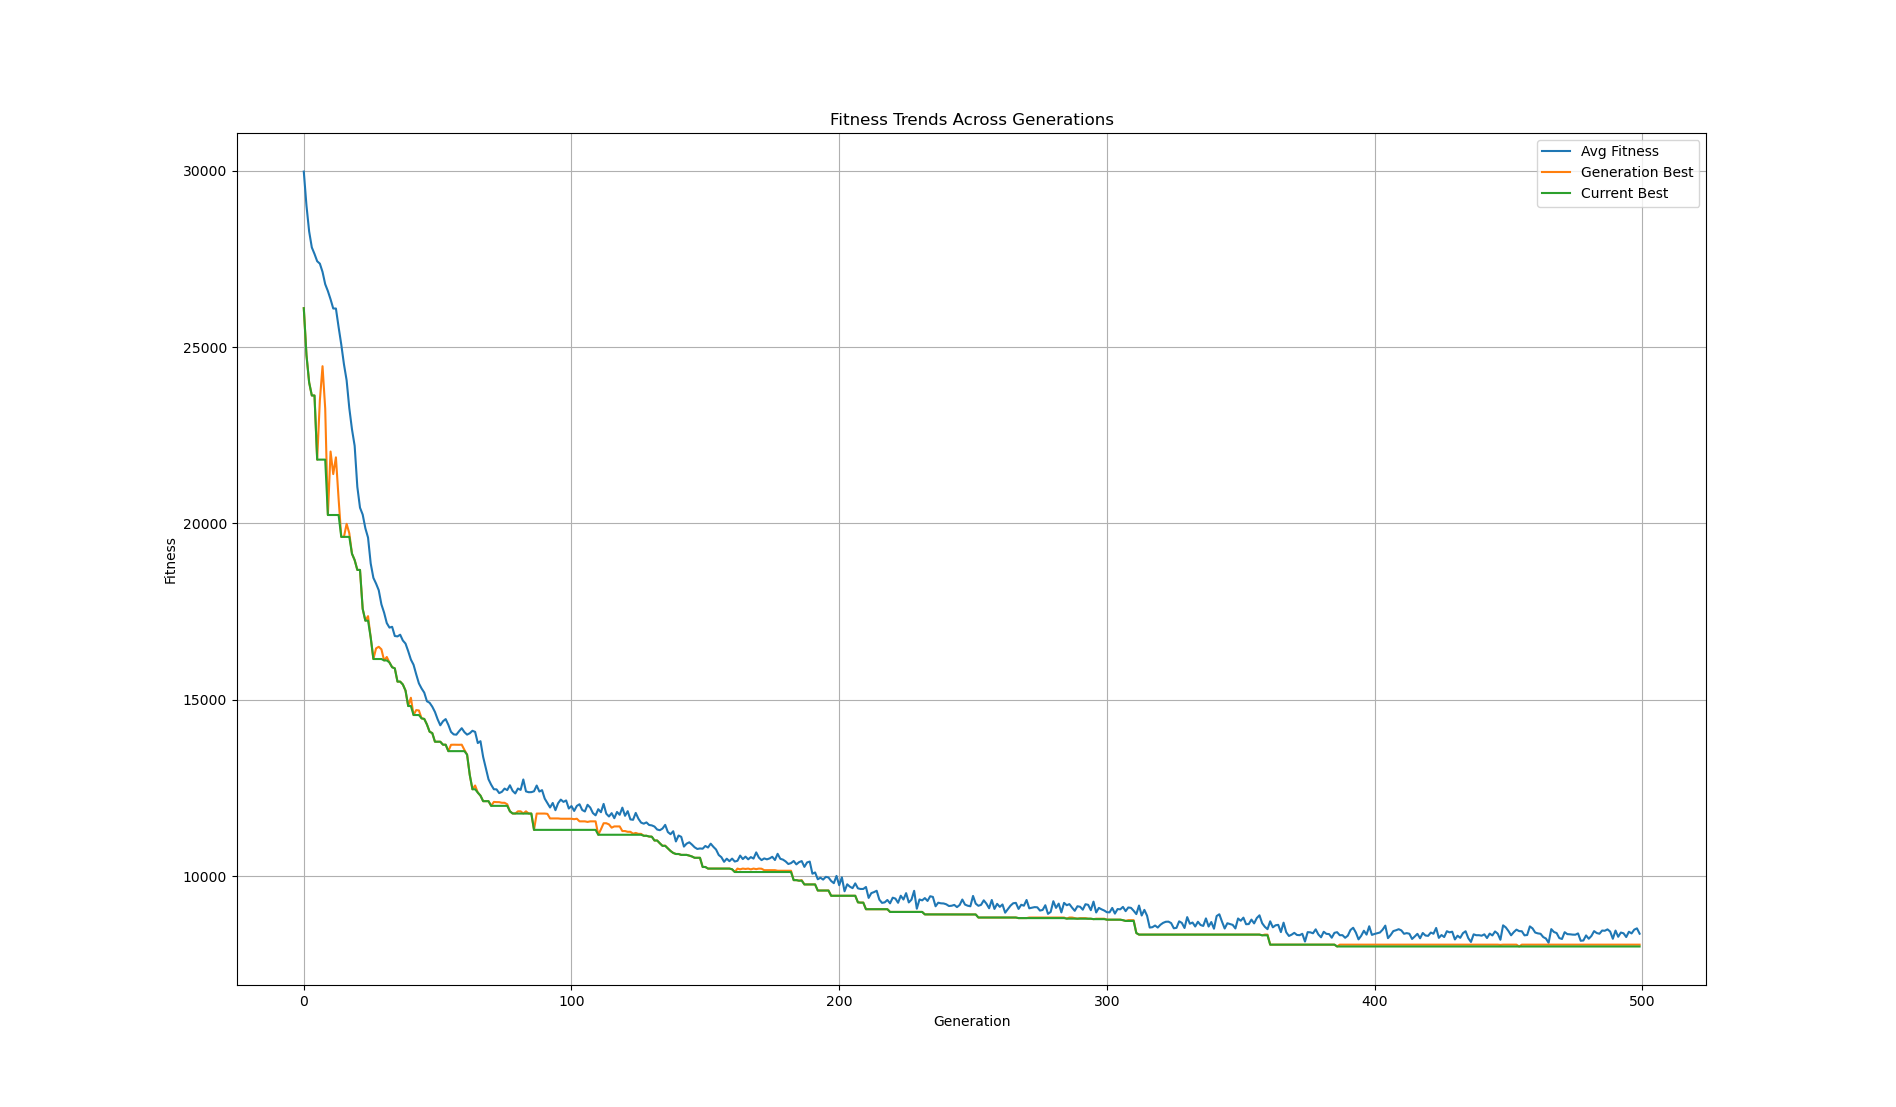 Fitness Trends Across Generations
Avg Fitness
Generation Best
Current Best
30000
25000
20000
15000
10000
Fitness
0 100 200 300 400 500
Generation